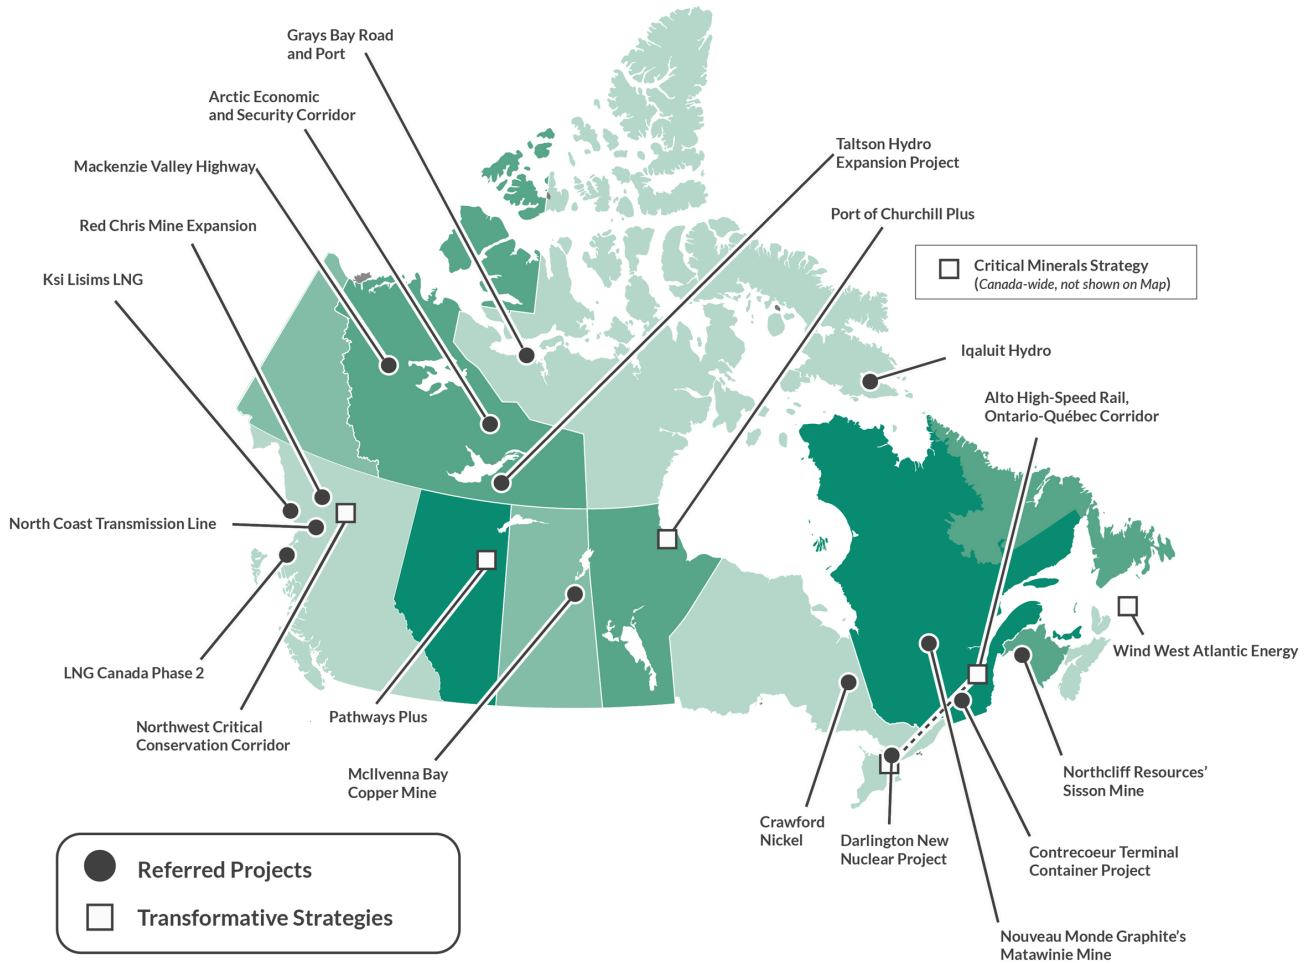 Grays Bay Road
and Port
Arctic Economic
and Security Corridor
Mackenzie Valley Highway
Red Chris Mine Expansion
Ksi Lisims LNG
North Coast Transmission Line
LNG Canada Phase 2
Northwest Critical
Conservation Corridor
Pathways Plus
McIlvenna Bay
Copper Mine
Taltson Hydro
Expansion Project
Port of Churchill Plus
Critical Minerals Strategy
(Canada-wide, not shown on Map)
Iqaluit Hydro
Alto High-Speed Rail,
Ontario-Québec Corridor
Wind West Atlantic Energy
Northcliff Resources’
Sisson Mine
Crawford
Nickel
Darlington New
Nuclear Project
Contrecoeur Terminal
Container Project
Nouveau Monde Graphite’s
Matawinie Mine
Referred Projects
Transformative Strategies